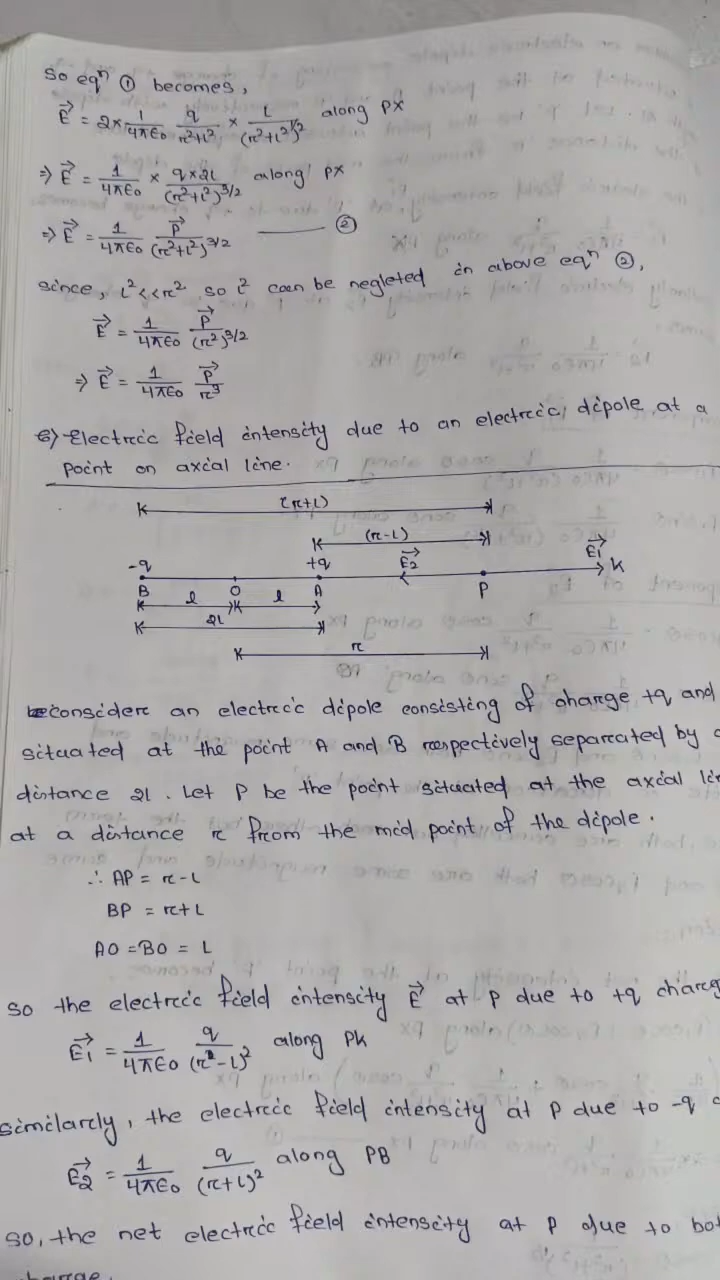 So eqⁿ ① becomes,
E⃗ = 2×1/4πε₀ q/r²+l² × l/(r²+l²)^1/2 along PX
⇒ E⃗ = 1/4πε₀ × q×2l/(r²+l²)^3/2 along PX
⇒ E⃗ = 1/4πε₀ P⃗/(r²+l²)^3/2 —— ②
since, l²<<r² so l² can be negleted in above eqⁿ ②,
E⃗ = 1/4πε₀ P⃗/(r²)^3/2
⇒ E⃗ = 1/4πε₀ P⃗/r³
6) Electric field intensity due to an electric dipole at a
point on axial line.
(r+l)
(r-l)
-q +q E⃗2 E⃗1 K
B O A P
l l
2l
r
consider an electric dipole consisting of charge +q and
situated at the point A and B respectively separated by
distance 2l. Let P be the point situated at the axial
at a distance r from the mid point of the dipole.
∴ AP = r-l
BP = r+l
AO=BO = l
So the electric field intensity E⃗ at P due to +q
E⃗1 = 1/4πε₀ q/(r-l)² along PK
similarly, the electric field intensity at P due to -q
E⃗2 = 1/4πε₀ q/(r+l)² along PB
so, the net electric field intensity at P due to
charge.